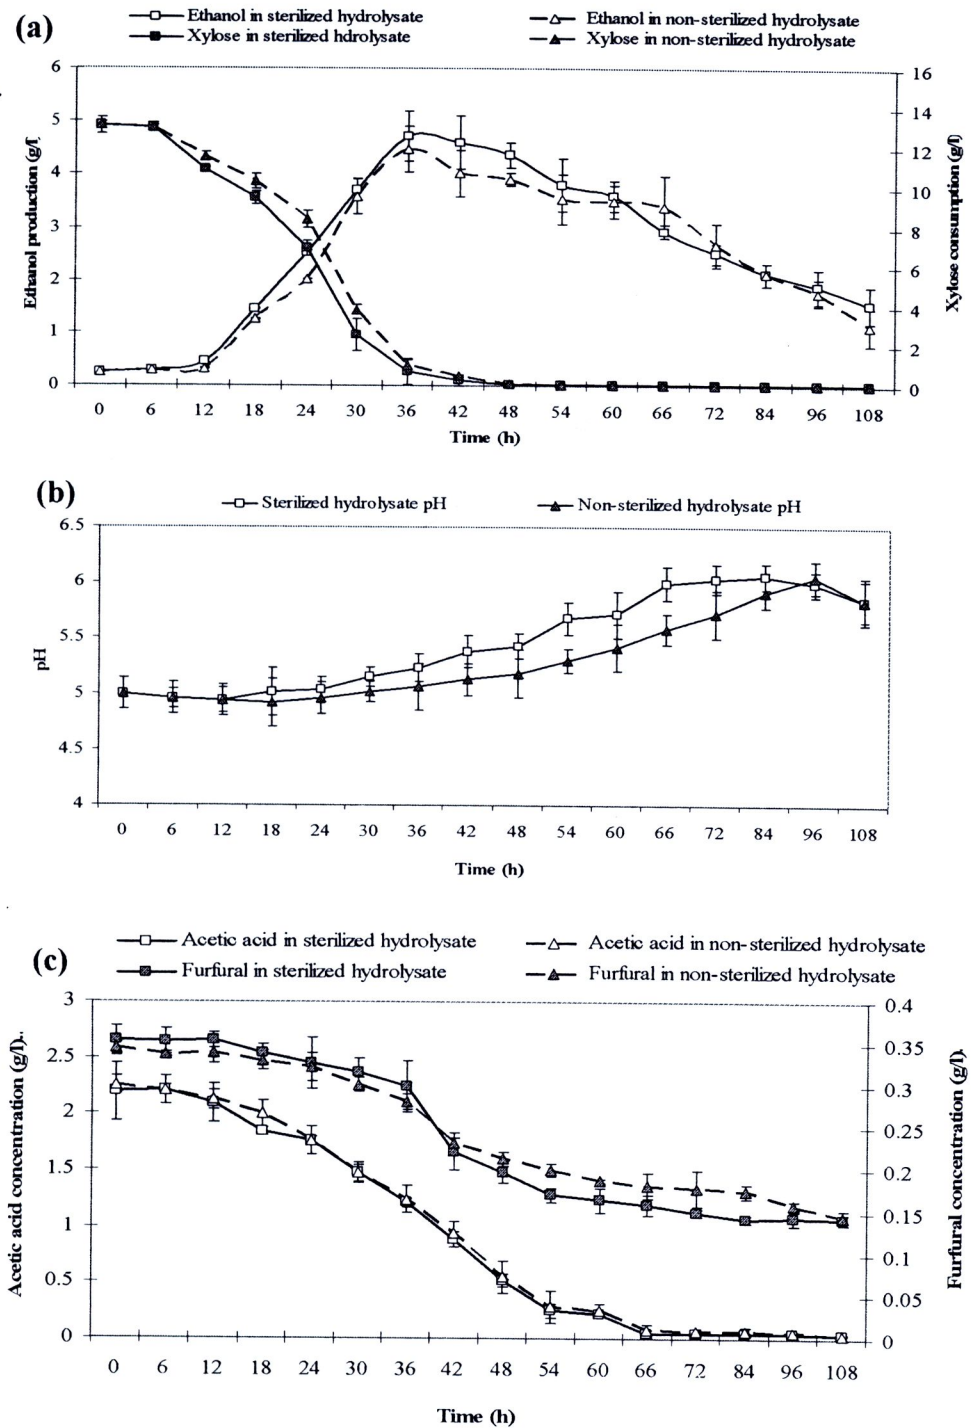 (a)
Ethanol in sterilized hydrolysate
Ethanol in non-sterilized hydrolysate
Xylose in sterilized hdrolysate
Xylose in non-sterilized hydrolysate
6
5
4
3
2
1
0
Ethanol production (g/l)
16
14
12
10
8
6
4
2
0
Xylose consumption (g/l)
0 6 12 18 24 30 36 42 48 54 60 66 72 84 96 108
Time (h)
(b)
Sterilized hydrolysate pH
Non-sterilized hydrolysate pH
6.5
6
5.5
5
4.5
4
pH
0 6 12 18 24 30 36 42 48 54 60 66 72 84 96 108
Time (h)
(c)
Acetic acid in sterilized hydrolysate
Acetic acid in non-sterilized hydrolysate
Furfural in sterilized hydrolysate
Furfural in non-sterilized hydrolysate
3
2.5
2
1.5
1
0.5
0
Acetic acid concentration (g/l)..
0.4
0.35
0.3
0.25
0.2
0.15
0.1
0.05
0
Furfural concentration (g/l).
0 6 12 18 24 30 36 42 48 54 60 66 72 84 96 108
Time (h)